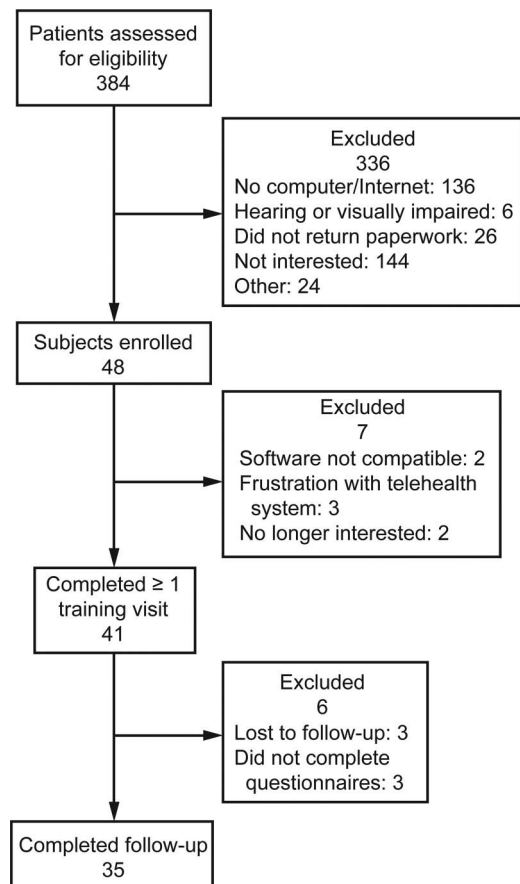 Patients assessed
for eligibility
384
Excluded
336
No computer/Internet: 136
Hearing or visually impaired: 6
Did not return paperwork: 26
Not interested: 144
Other: 24
Subjects enrolled
48
Excluded
7
Software not compatible: 2
Frustration with telehealth
system: 3
No longer interested: 2
Completed ≥ 1
training visit
41
Excluded
6
Lost to follow-up: 3
Did not complete
questionnaires: 3
Completed follow-up
35